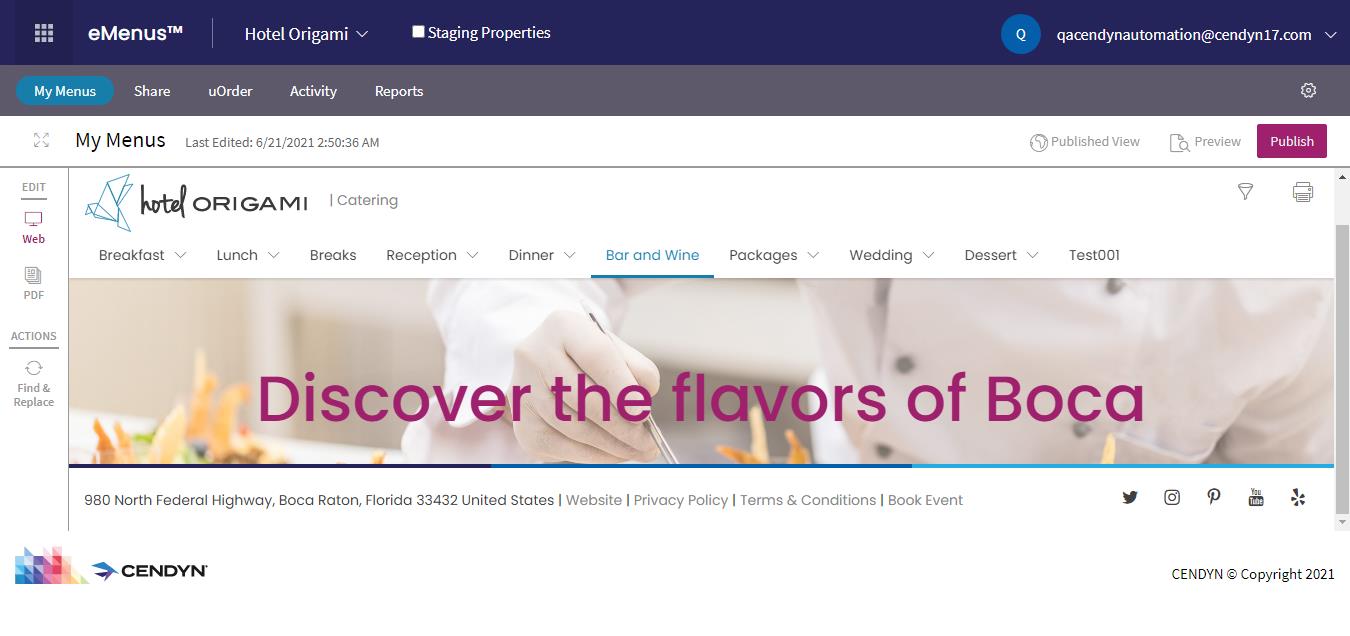 eMenus™ Hotel Origami Staging Properties Q qacendynautomation@cendyn17.com
My Menus Share uOrder Activity Reports
My Menus Last Edited: 6/21/2021 2:50:36 AM Published View Preview Publish
EDIT
Web
PDF
ACTIONS
Find &
Replace
hotel ORIGAMI | Catering
Breakfast Lunch Breaks Reception Dinner Bar and Wine Packages Wedding Dessert Test001
Discover the flavors of Boca
980 North Federal Highway, Boca Raton, Florida 33432 United States | Website | Privacy Policy | Terms & Conditions | Book Event
You
Tube
CENDYN
CENDYN © Copyright 2021